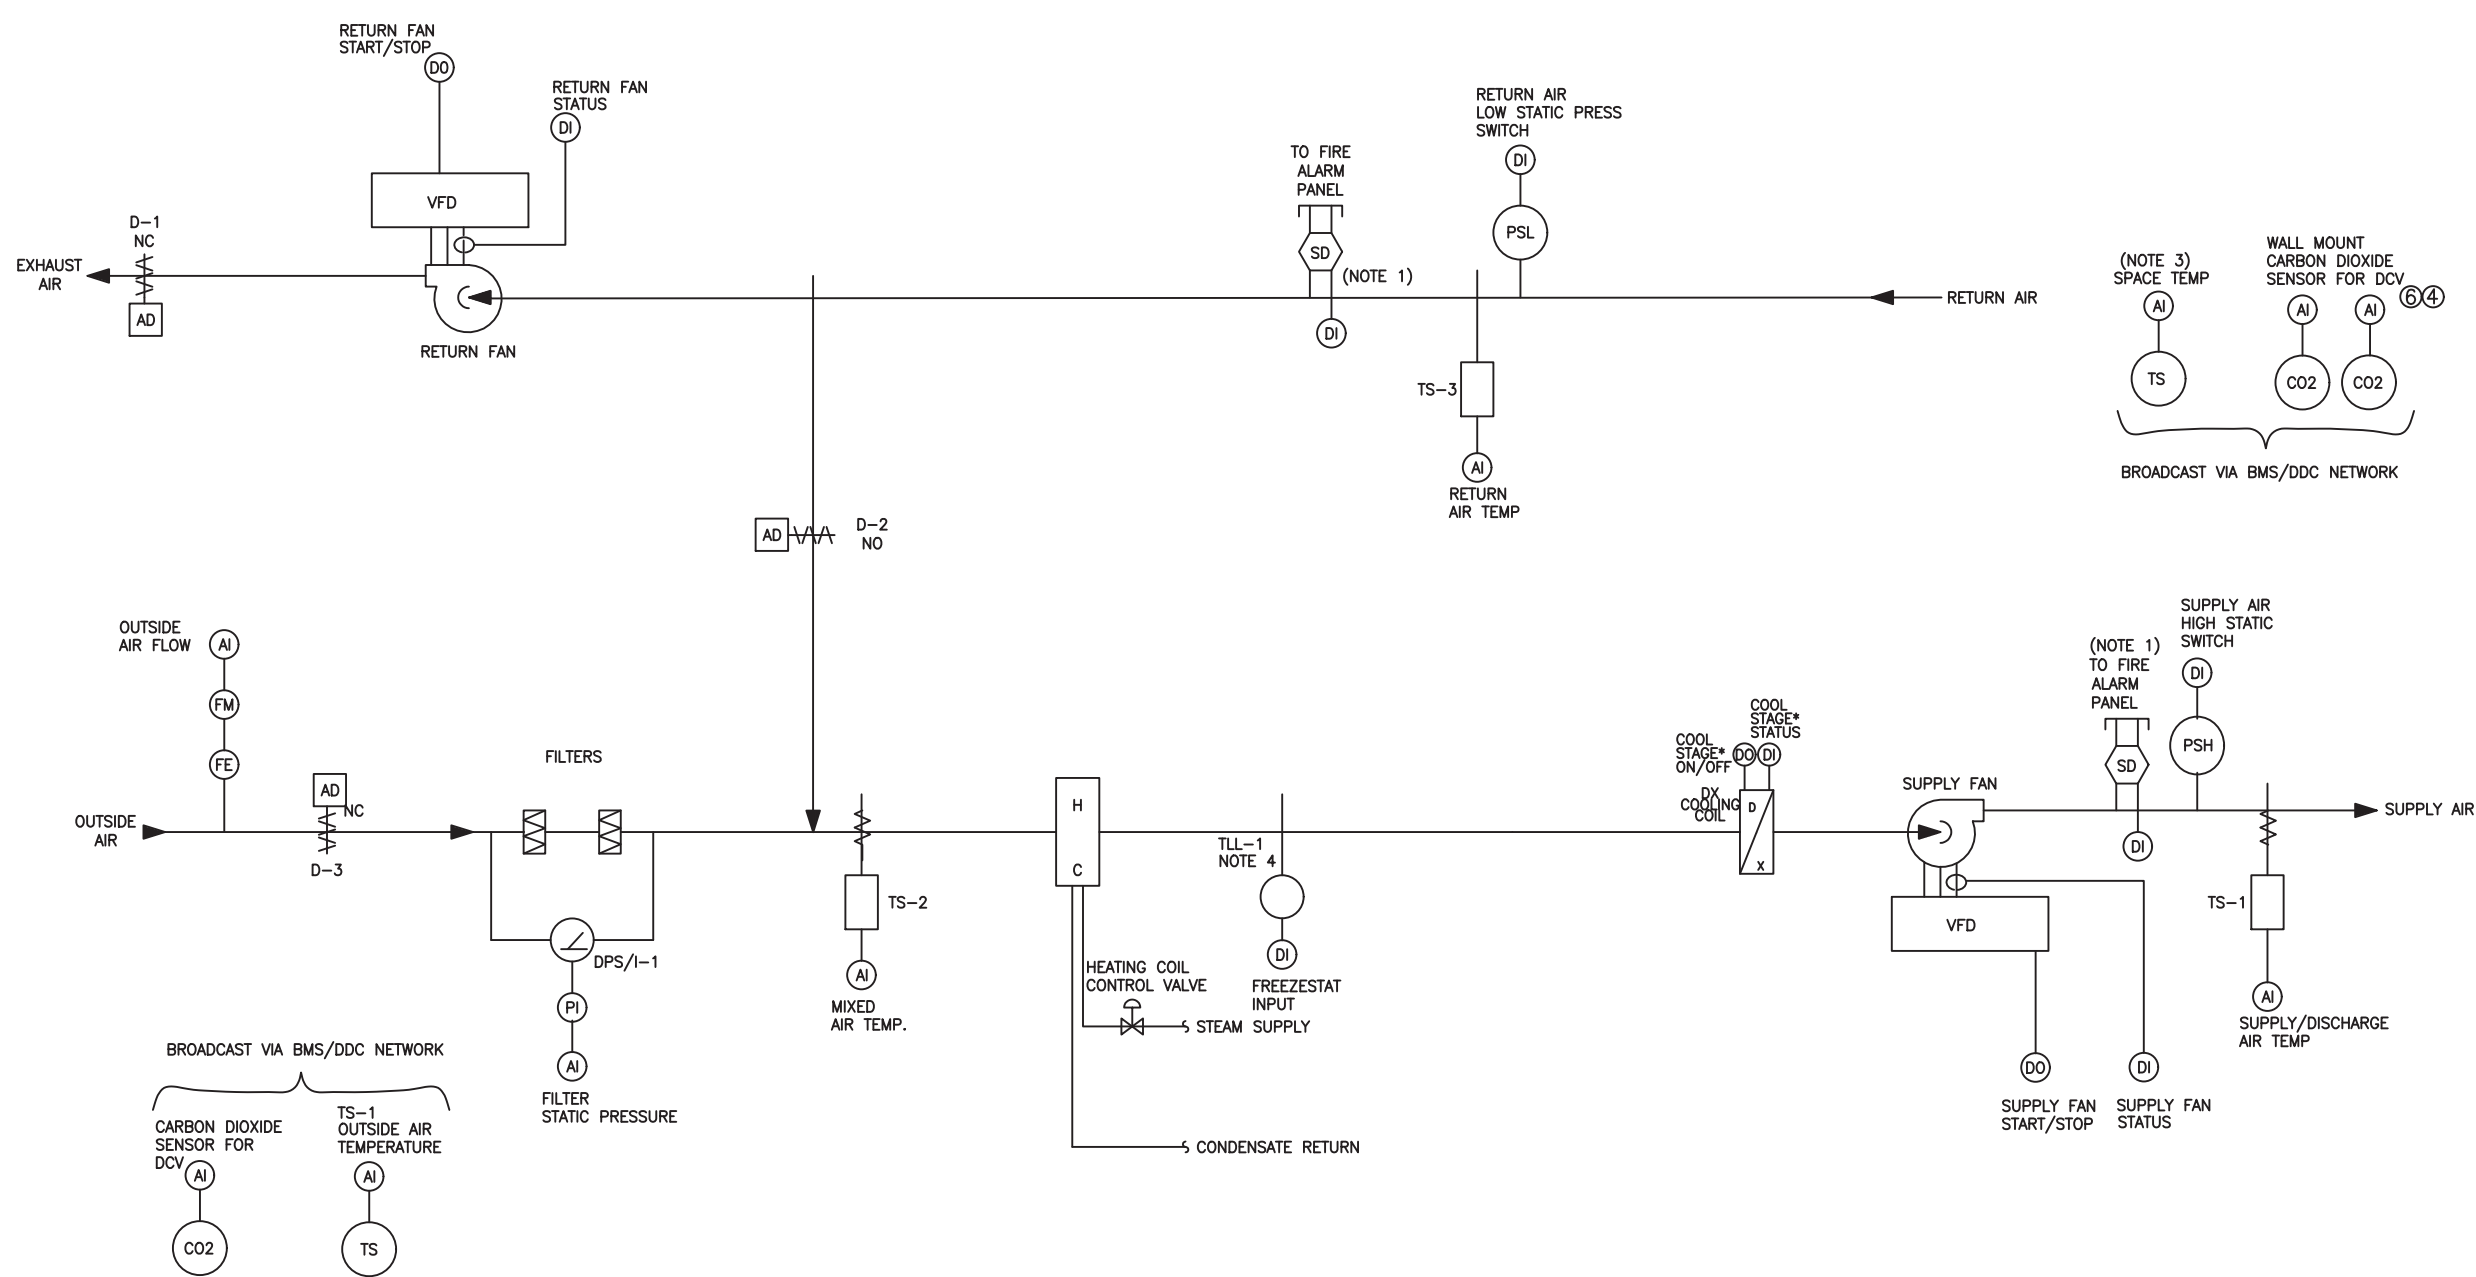 RETURN FAN
START/STOP
DO
RETURN FAN
STATUS
DI
VFD
D-1
NC
EXHAUST
AIR
AD
RETURN FAN
TO FIRE
ALARM
PANEL
SD
(NOTE 1)
DI
RETURN AIR
LOW STATIC PRESS
SWITCH
DI
PSL
RETURN AIR
TS-3
AI
RETURN
AIR TEMP
(NOTE 3)
SPACE TEMP
AI
TS
WALL MOUNT
CARBON DIOXIDE
SENSOR FOR DCV
6 4
AI AI
CO2 CO2
BROADCAST VIA BMS/DDC NETWORK
AD
D-2
NO
OUTSIDE
AIR FLOW
AI
FM
FE
OUTSIDE
AIR
AD
NC
D-3
FILTERS
DPS/I-1
PI
AI
FILTER
STATIC PRESSURE
TS-2
AI
MIXED
AIR TEMP.
H
C
HEATING COIL
CONTROL VALVE
STEAM SUPPLY
CONDENSATE RETURN
TLL-1
NOTE 4
DI
FREEZESTAT
INPUT
COOL
STAGE*
STATUS
COOL
STAGE*
ON/OFF
DO DI
DX
COOLING
COIL
D
X
SUPPLY FAN
VFD
DO
SUPPLY FAN
START/STOP
DI
SUPPLY FAN
STATUS
(NOTE 1)
TO FIRE
ALARM
PANEL
SD
DI
SUPPLY AIR
HIGH STATIC
SWITCH
DI
PSH
SUPPLY AIR
TS-1
AI
SUPPLY/DISCHARGE
AIR TEMP
BROADCAST VIA BMS/DDC NETWORK
CARBON DIOXIDE
SENSOR FOR
DCV
AI
CO2
TS-1
OUTSIDE AIR
TEMPERATURE
AI
TS